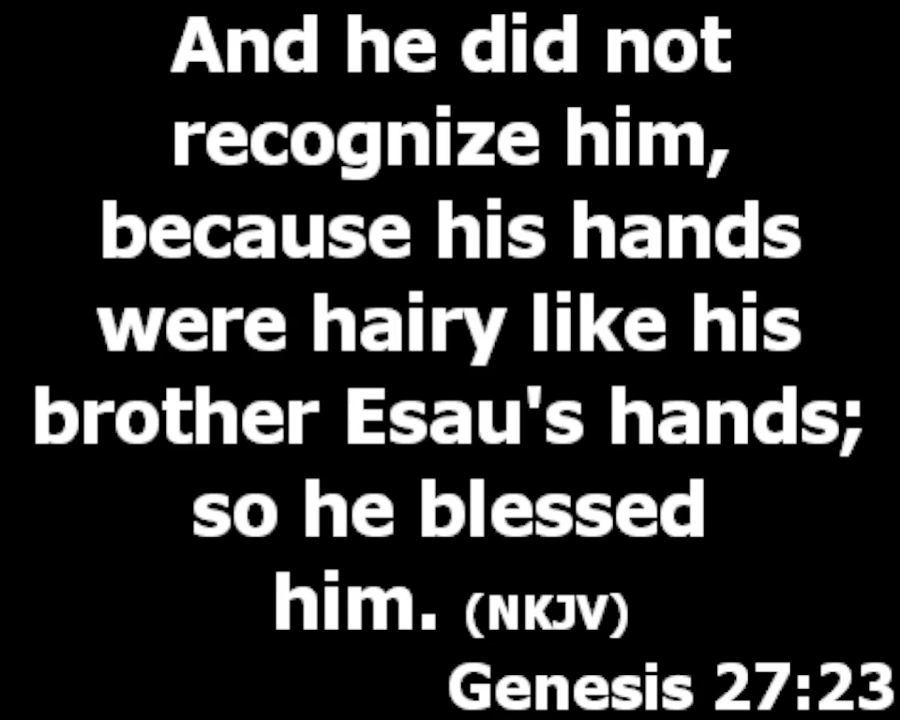 And he did not
recognize him,
because his hands
were hairy like his
brother Esau's hands;
so he blessed
him. (NKJV)
Genesis 27:23